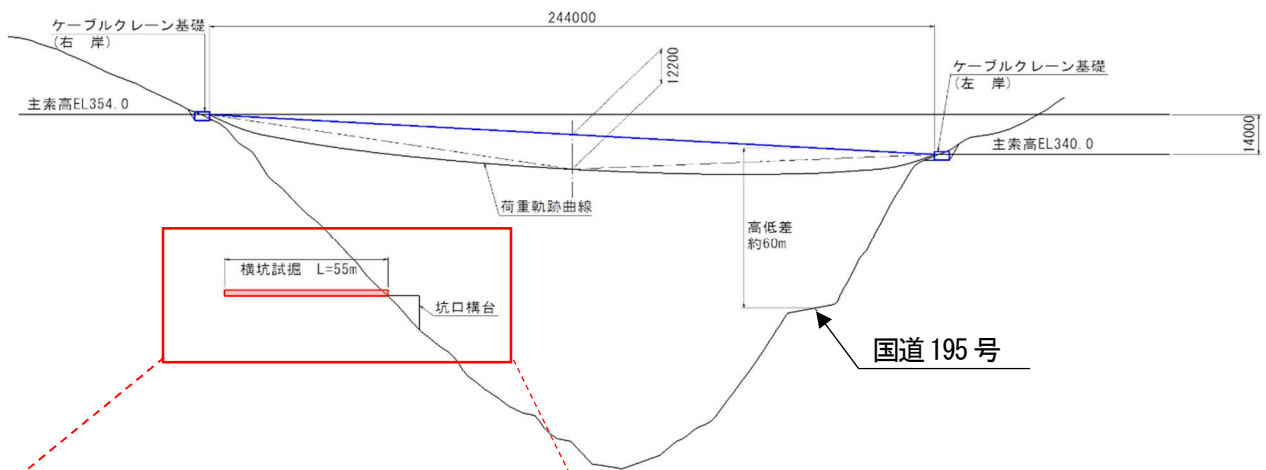 ケーブルクレーン基礎
(右 岸)
244000
12200
ケーブルクレーン基礎
(左 岸)
主索高EL354.0
主索高EL340.0
14000
荷重軌跡曲線
高低差
約60m
横坑試掘 L=55m
坑口構台
国道195号